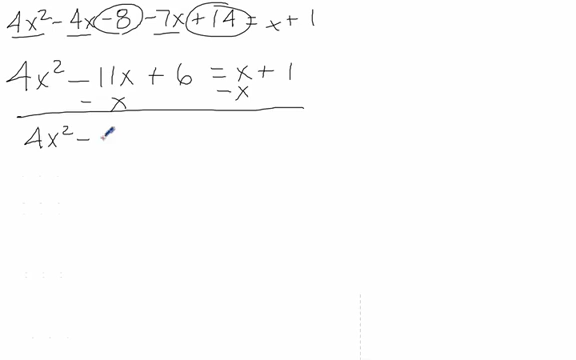 4x² - 4x - 8 - 7x + 14 = x + 1
4x² - 11x + 6 = x + 1
- x - x
4x² -